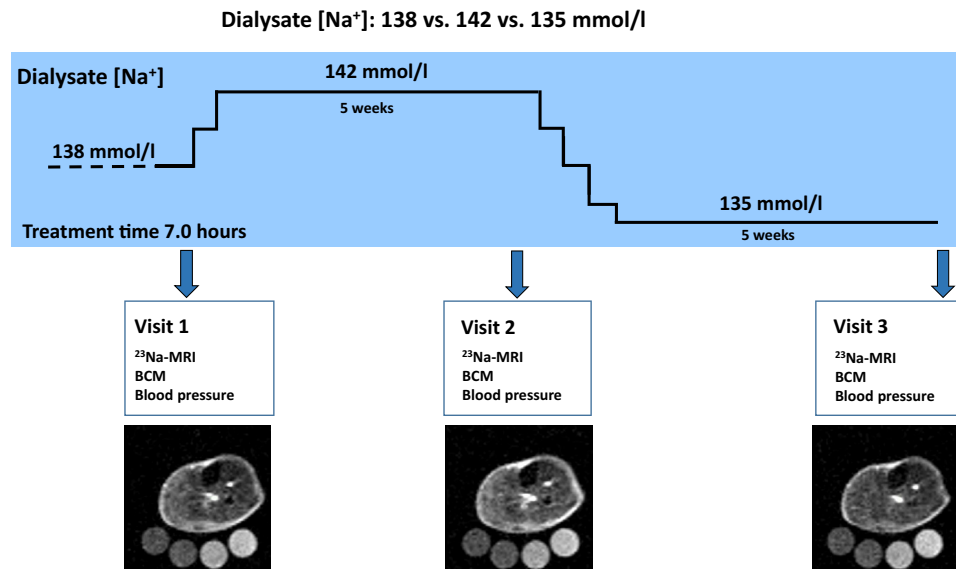 Dialysate [Na⁺]: 138 vs. 142 vs. 135 mmol/l
Dialysate [Na⁺]
142 mmol/l
5 weeks
138 mmol/l
135 mmol/l
Treatment time 7.0 hours
5 weeks
Visit 1
²³Na-MRI
BCM
Blood pressure
Visit 2
²³Na-MRI
BCM
Blood pressure
Visit 3
²³Na-MRI
BCM
Blood pressure